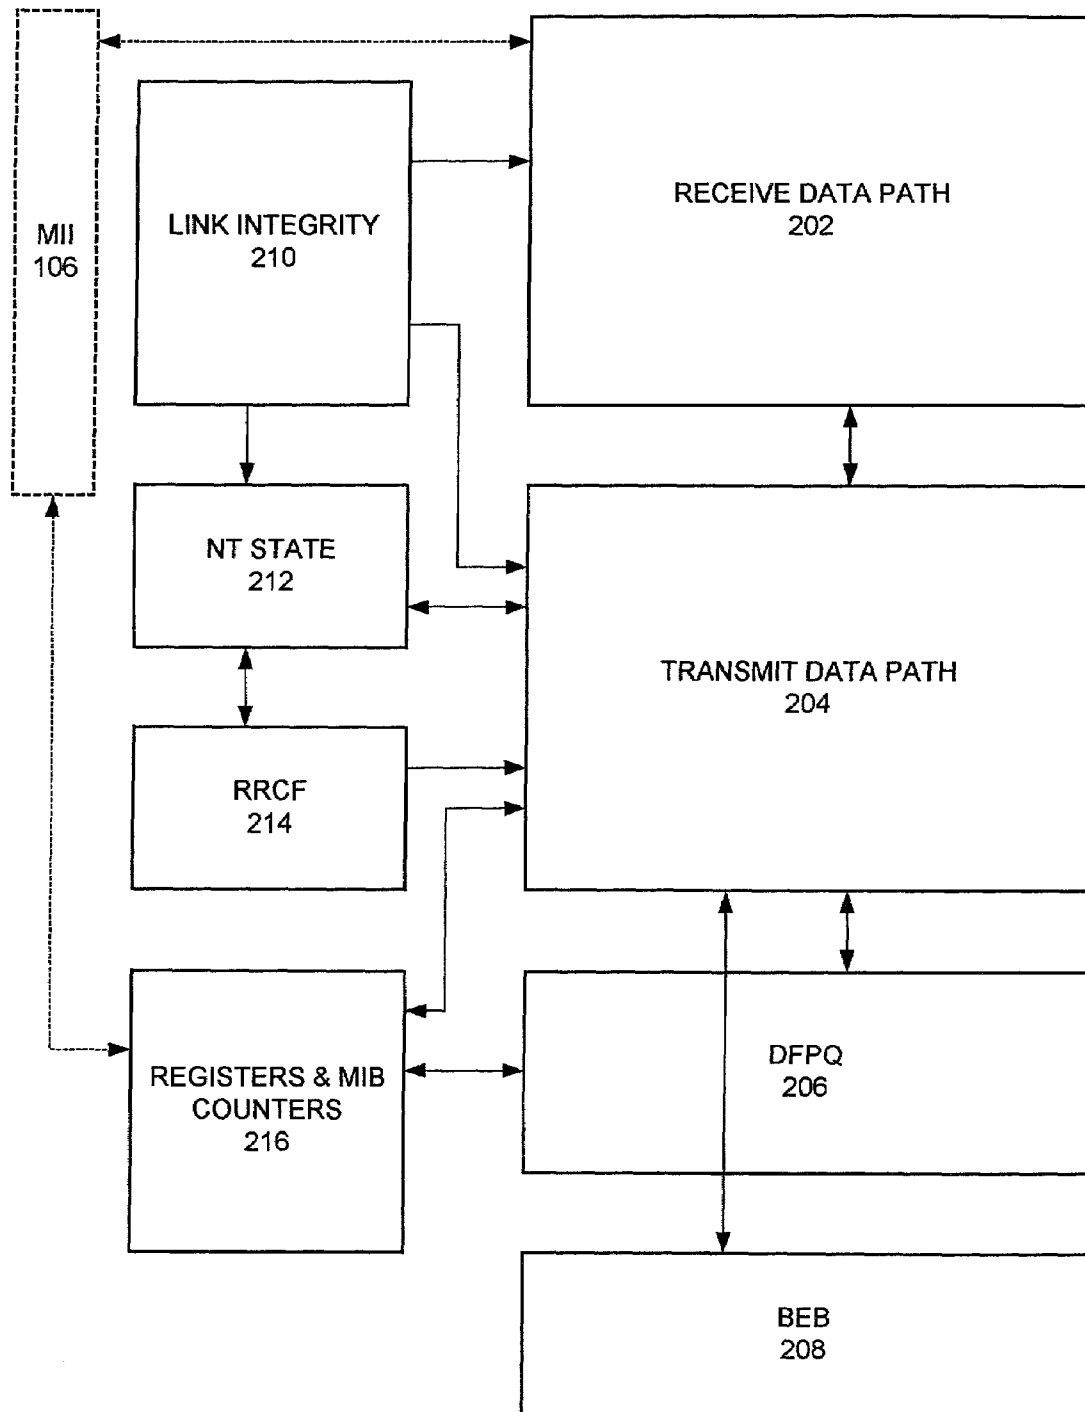 MII
106
LINK INTEGRITY
210
RECEIVE DATA PATH
202
NT STATE
212
TRANSMIT DATA PATH
204
RRCF
214
REGISTERS & MIB
COUNTERS
216
DFPQ
206
BEB
208